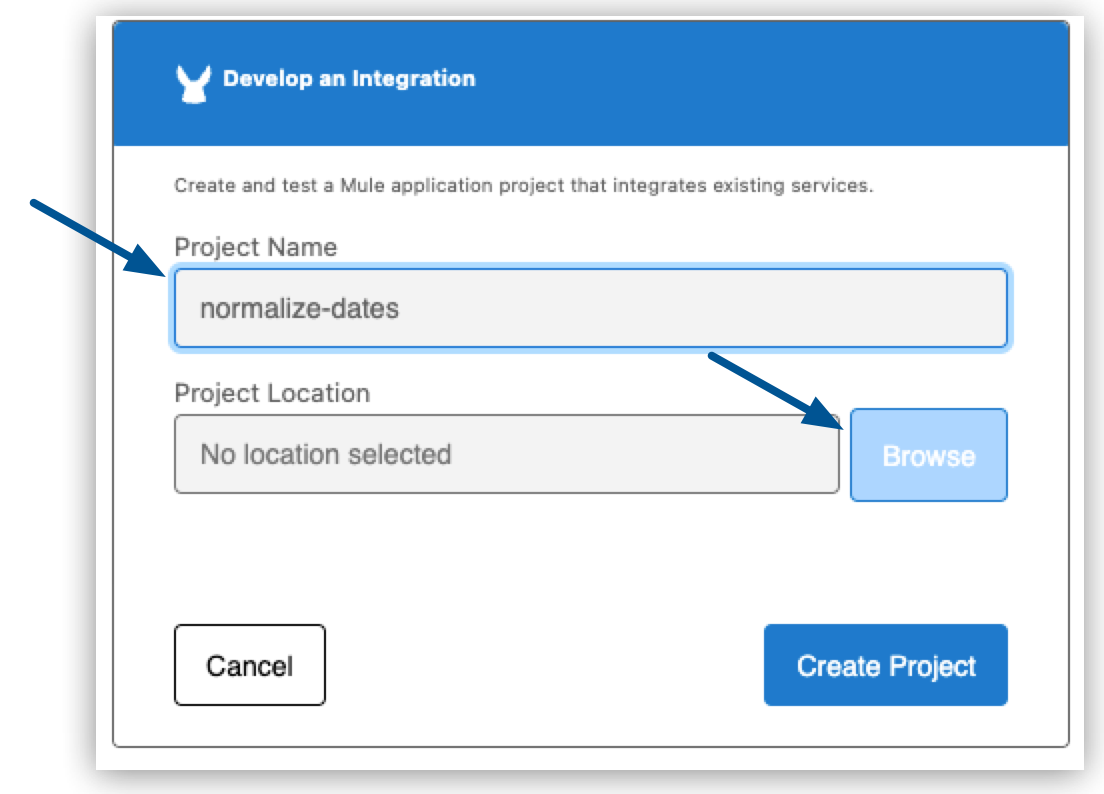 Develop an Integration
Create and test a Mule application project that integrates existing services.
Project Name
normalize-dates
Project Location
No location selected
Browse
Cancel
Create Project